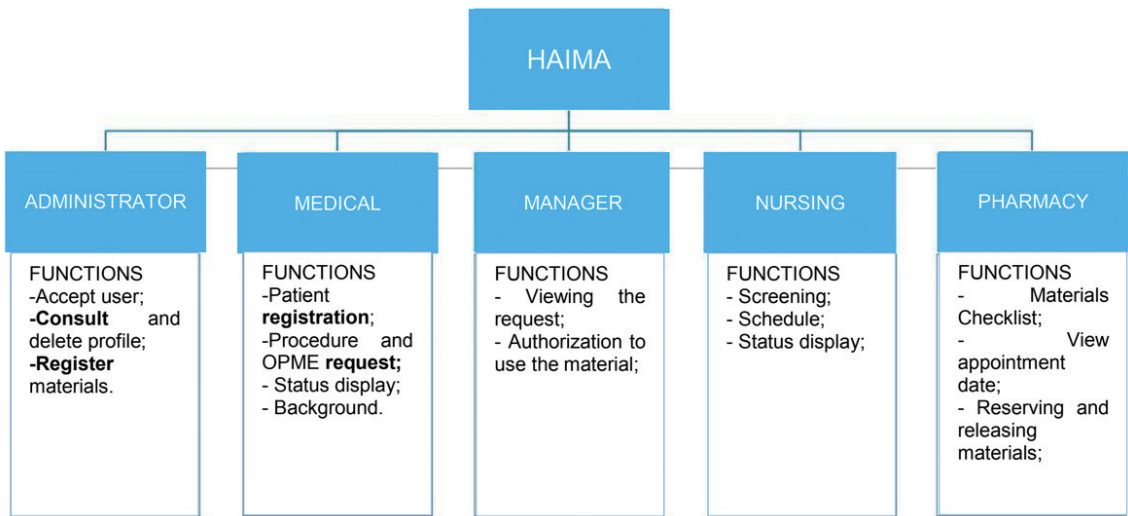 HAIMA
ADMINISTRATOR
FUNCTIONS
-Accept user;
-Consult and
delete profile;
-Register
materials.
MEDICAL
FUNCTIONS
-Patient
registration;
-Procedure and
OPME request;
- Status display;
- Background.
MANAGER
FUNCTIONS
- Viewing the
request;
- Authorization to
use the material;
NURSING
FUNCTIONS
- Screening;
- Schedule;
- Status display;
PHARMACY
FUNCTIONS
- Materials
Checklist;
- View
appointment
date;
- Reserving and
releasing
materials;